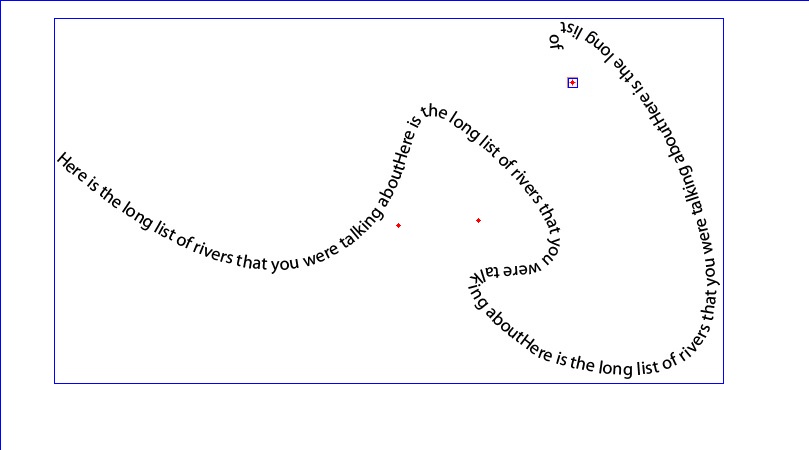 Here is the long list of rivers that you were talking aboutHere is the long list of rivers that you were talking aboutHere is the long list of rivers that you were talking aboutHere is the long list of